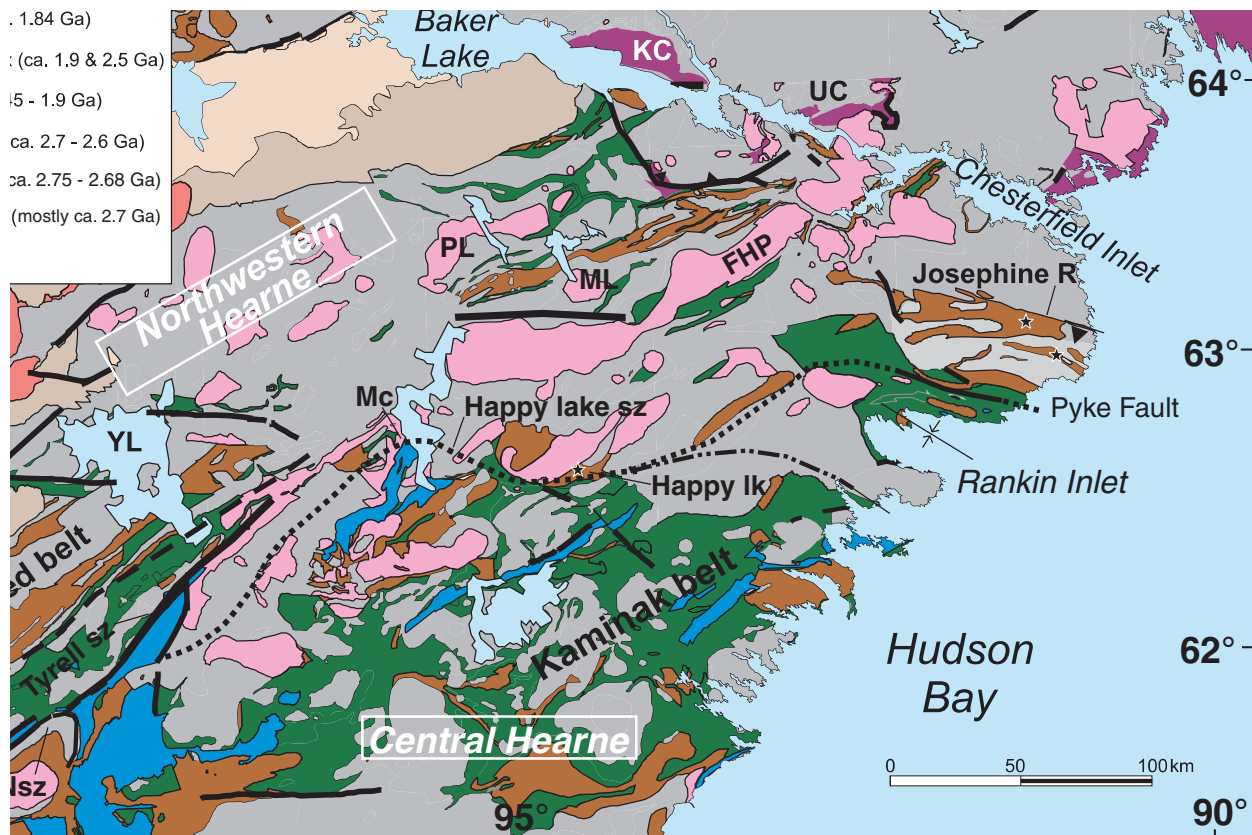 . 1.84 Ga)
(ca. 1.9 & 2.5 Ga)
45 - 1.9 Ga)
ca. 2.7 - 2.6 Ga)
ca. 2.75 - 2.68 Ga)
(mostly ca. 2.7 Ga)
Baker
Lake
KC
UC
64°
Chesterfield Inlet
Northwestern
Hearne
PL
ML
FHP
Josephine R
63°
Mc
Happy lake sz
Pyke Fault
YL
Happy lk
Rankin Inlet
ed belt
Kaminak belt
Tyrell sz
Hudson
Bay
62°
Central Hearne
Nsz
0 50 100 km
95°
90°